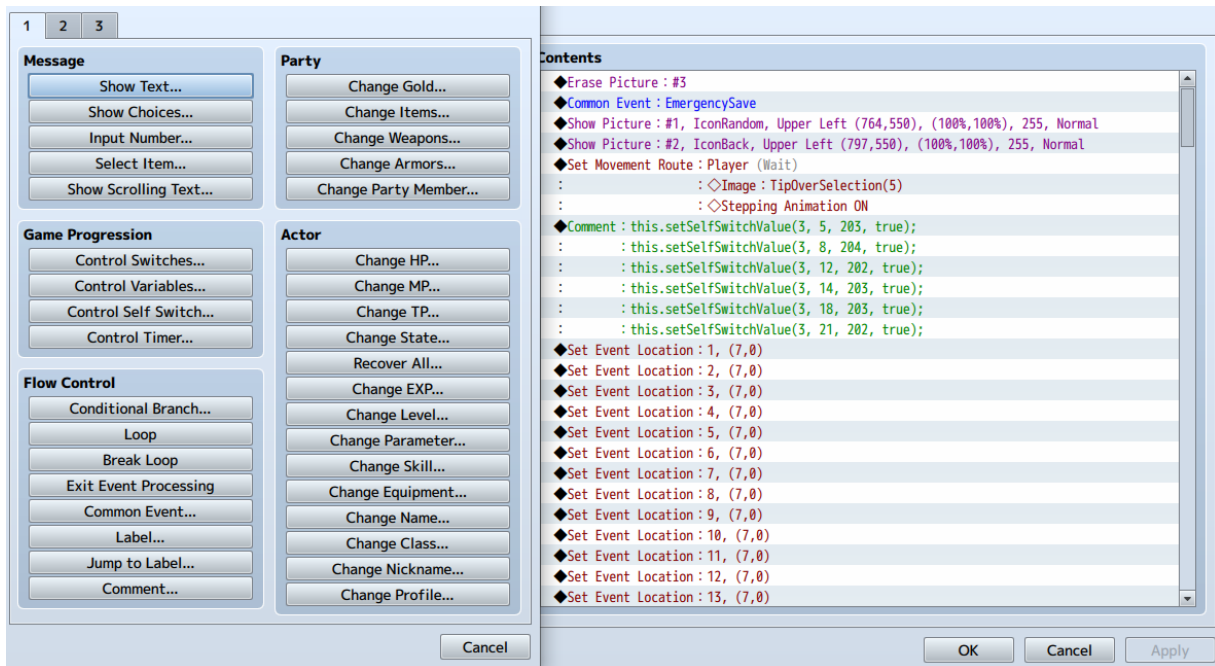 1 2 3
Message
Show Text...
Show Choices...
Input Number...
Select Item...
Show Scrolling Text...
Game Progression
Control Switches...
Control Variables...
Control Self Switch...
Control Timer...
Flow Control
Conditional Branch...
Loop
Break Loop
Exit Event Processing
Common Event...
Label...
Jump to Label...
Comment...
Party
Change Gold...
Change Items...
Change Weapons...
Change Armors...
Change Party Member...
Actor
Change HP...
Change MP...
Change TP...
Change State...
Recover All...
Change EXP...
Change Level...
Change Parameter...
Change Skill...
Change Equipment...
Change Name...
Change Class...
Change Nickname...
Change Profile...
Cancel
Contents
◆Erase Picture：#3
◆Common Event：EmergencySave
◆Show Picture：#1, IconRandom, Upper Left (764,550), (100%,100%), 255, Normal
◆Show Picture：#2, IconBack, Upper Left (797,550), (100%,100%), 255, Normal
◆Set Movement Route：Player (Wait)
：　　　：◇Image：TipOverSelection(5)
：　　　：◇Stepping Animation ON
◆Comment：this.setSelfSwitchValue(3, 5, 203, true);
：　　　：this.setSelfSwitchValue(3, 8, 204, true);
：　　　：this.setSelfSwitchValue(3, 12, 202, true);
：　　　：this.setSelfSwitchValue(3, 14, 203, true);
：　　　：this.setSelfSwitchValue(3, 18, 203, true);
：　　　：this.setSelfSwitchValue(3, 21, 202, true);
◆Set Event Location：1, (7,0)
◆Set Event Location：2, (7,0)
◆Set Event Location：3, (7,0)
◆Set Event Location：4, (7,0)
◆Set Event Location：5, (7,0)
◆Set Event Location：6, (7,0)
◆Set Event Location：7, (7,0)
◆Set Event Location：8, (7,0)
◆Set Event Location：9, (7,0)
◆Set Event Location：10, (7,0)
◆Set Event Location：11, (7,0)
◆Set Event Location：12, (7,0)
◆Set Event Location：13, (7,0)
OK Cancel Apply